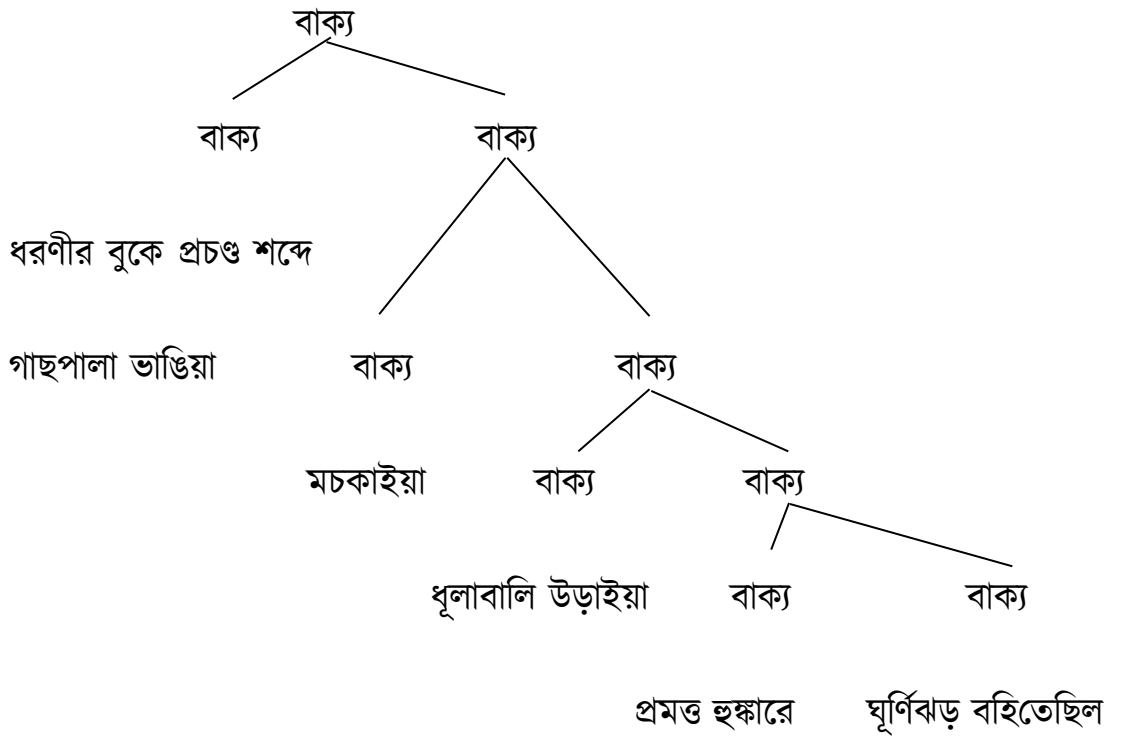 বাক্য
বাক্য বাক্য
ধরণীর বুকে প্রচণ্ড শব্দে
গাছপালা ভাঙিয়া বাক্য বাক্য
মচকাইয়া বাক্য বাক্য
ধূলাবালি উড়াইয়া বাক্য বাক্য
প্রমত্ত হুঙ্কারে ঘূর্ণিঝড় বহিতেছিল